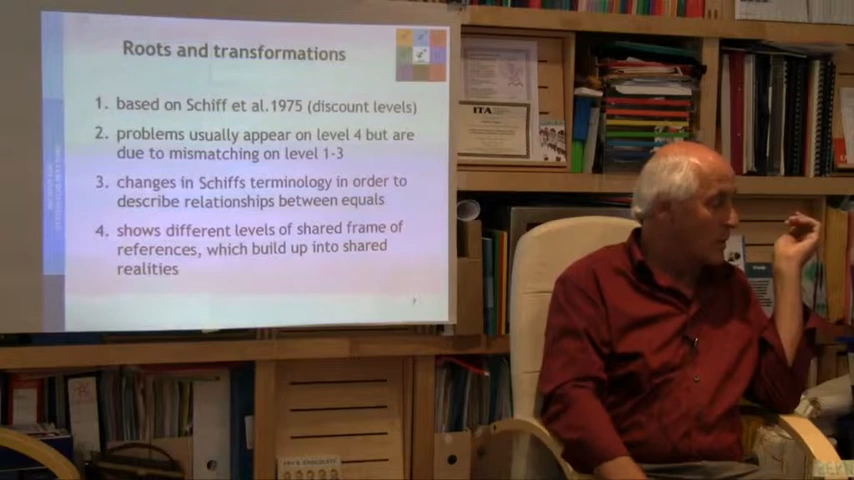 Roots and transformations
1. based on Schiff et al.1975 (discount levels)
2. problems usually appear on level 4 but are
due to mismatching on level 1-3
3. changes in Schiffs terminology in order to
describe relationships between equals
4. shows different levels of shared frame of
references, which build up into shared
realities
ITA